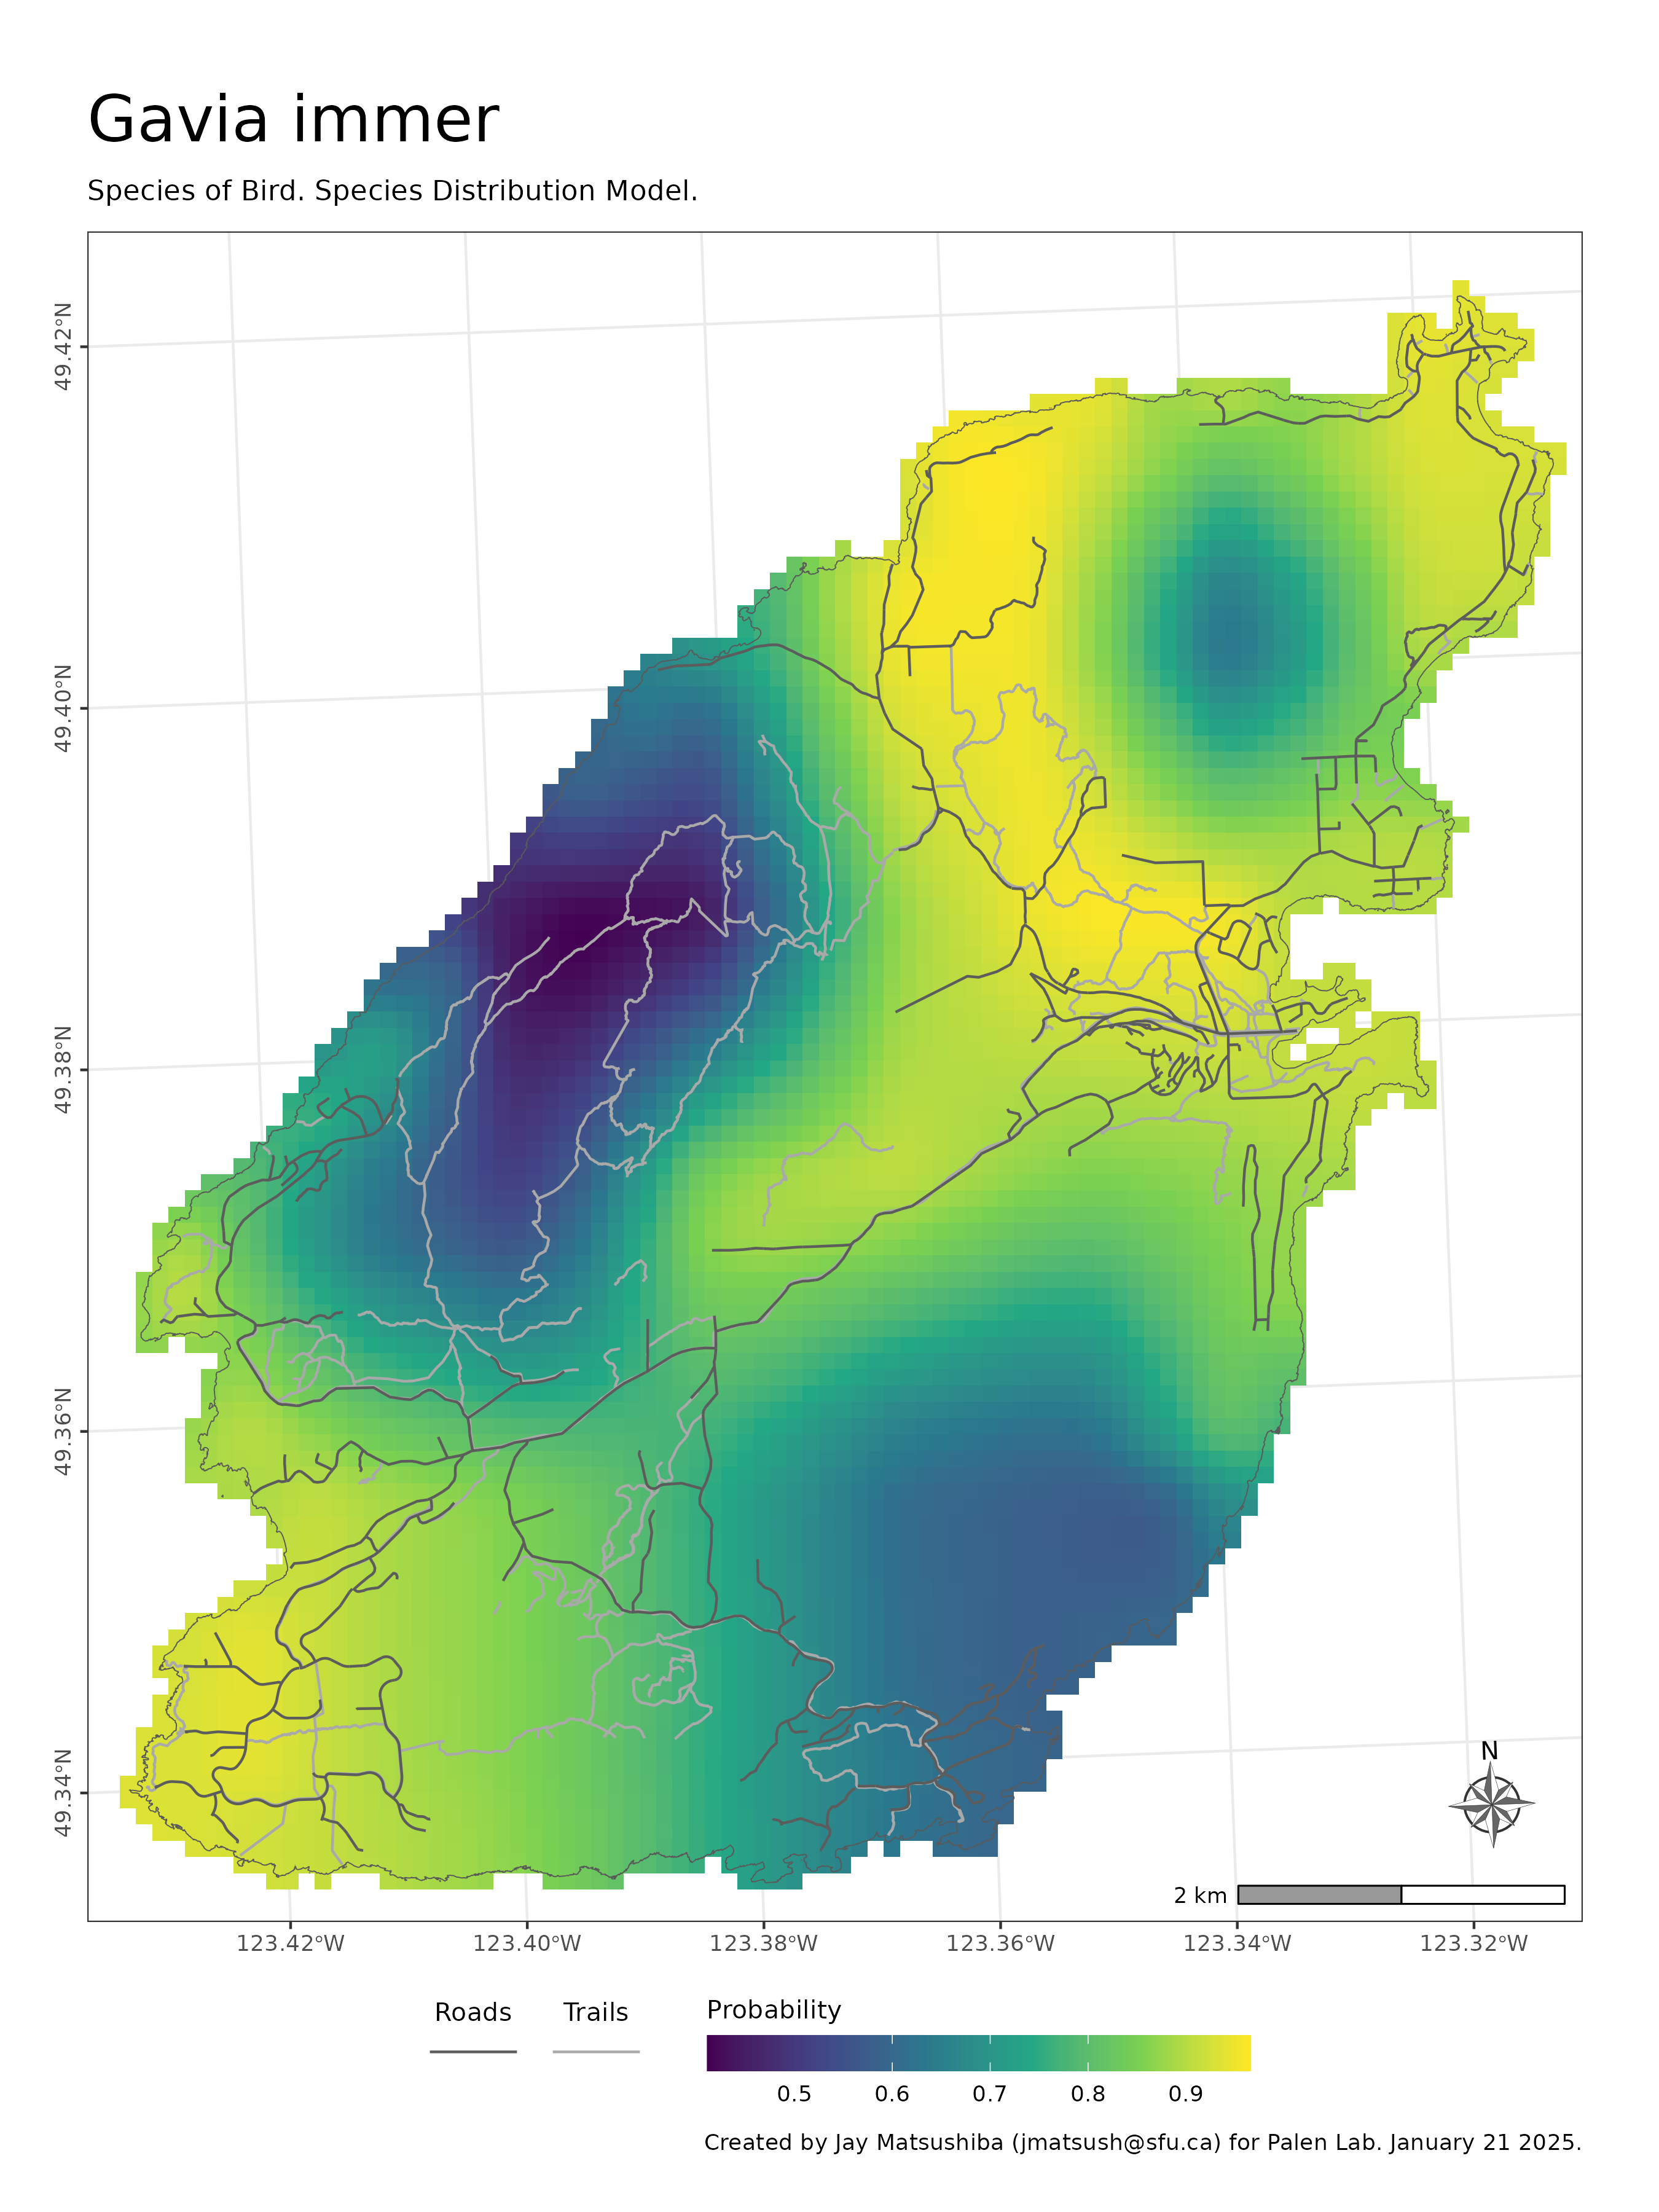 Gavia immer
Species of Bird. Species Distribution Model.
49.42°N
49.40°N
49.38°N
49.36°N
49.34°N
N
2 km
123.42°W 123.40°W 123.38°W 123.36°W 123.34°W 123.32°W
Roads Trails Probability
0.5 0.6 0.7 0.8 0.9
Created by Jay Matsushiba (jmatsush@sfu.ca) for Palen Lab. January 21 2025.